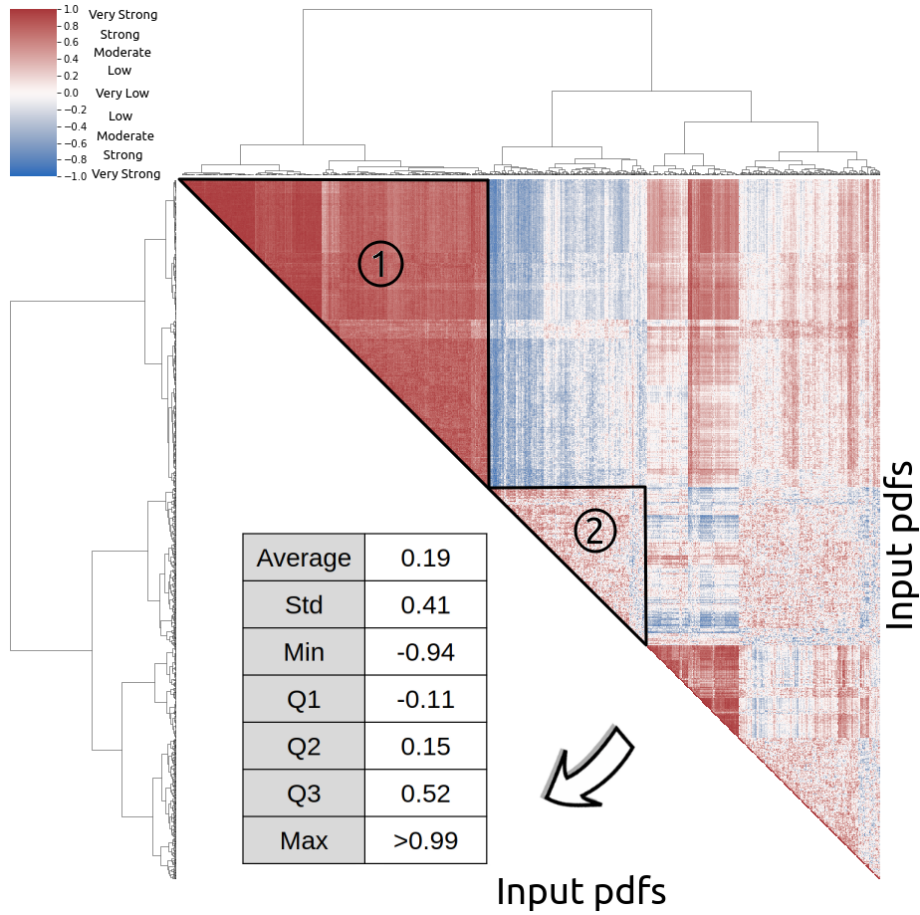 1.0 Very Strong
0.8 Strong
0.6 Moderate
0.4 Low
0.2
0.0 Very Low
−0.2
−0.4 Low
−0.6 Moderate
−0.8 Strong
−1.0 Very Strong
1
2
Average 0.19
Std 0.41
Min -0.94
Q1 -0.11
Q2 0.15
Q3 0.52
Max >0.99
Input pdfs
Input pdfs